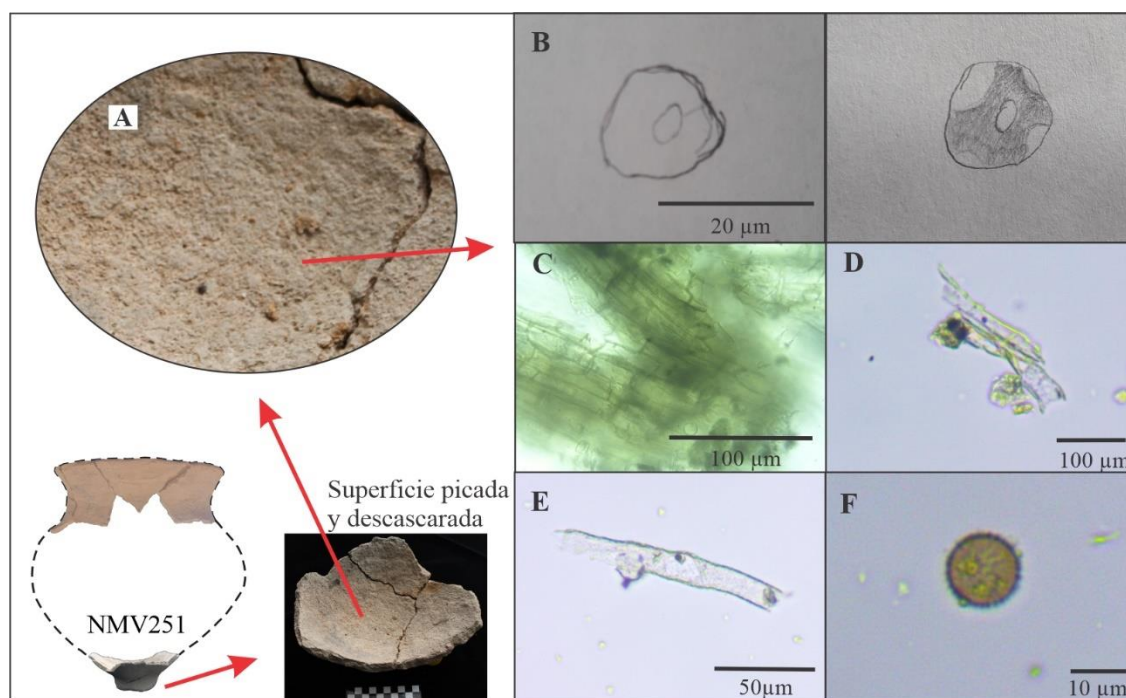 A
B
20 µm
C
100 µm
D
100 µm
Superficie picada
y descascarada
NMV251
E
50µm
F
10 µm